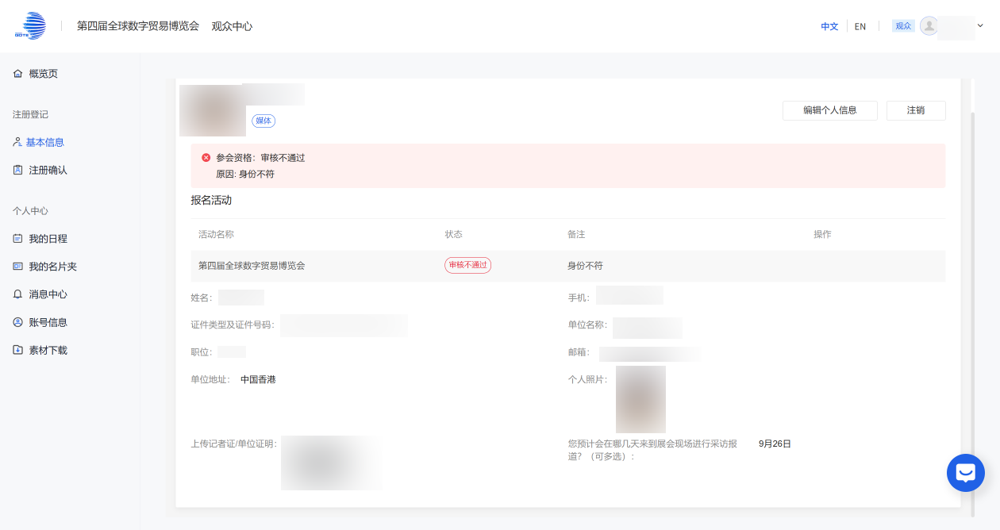 GDTE
第四届全球数字贸易博览会 观众中心
中文 EN 观众
概览页
注册登记
基本信息
注册确认
个人中心
我的日程
我的名片夹
消息中心
账号信息
素材下载
媒体
编辑个人信息 注销
参会资格：审核不通过
原因: 身份不符
报名活动
活动名称 状态 备注 操作
第四届全球数字贸易博览会 审核不通过 身份不符
姓名： 手机：
证件类型及证件号码： 单位名称：
职位： 邮箱：
单位地址： 中国香港 个人照片：
上传记者证/单位证明： 您预计会在哪几天来到展会现场进行采访报 9月26日
道？（可多选）：